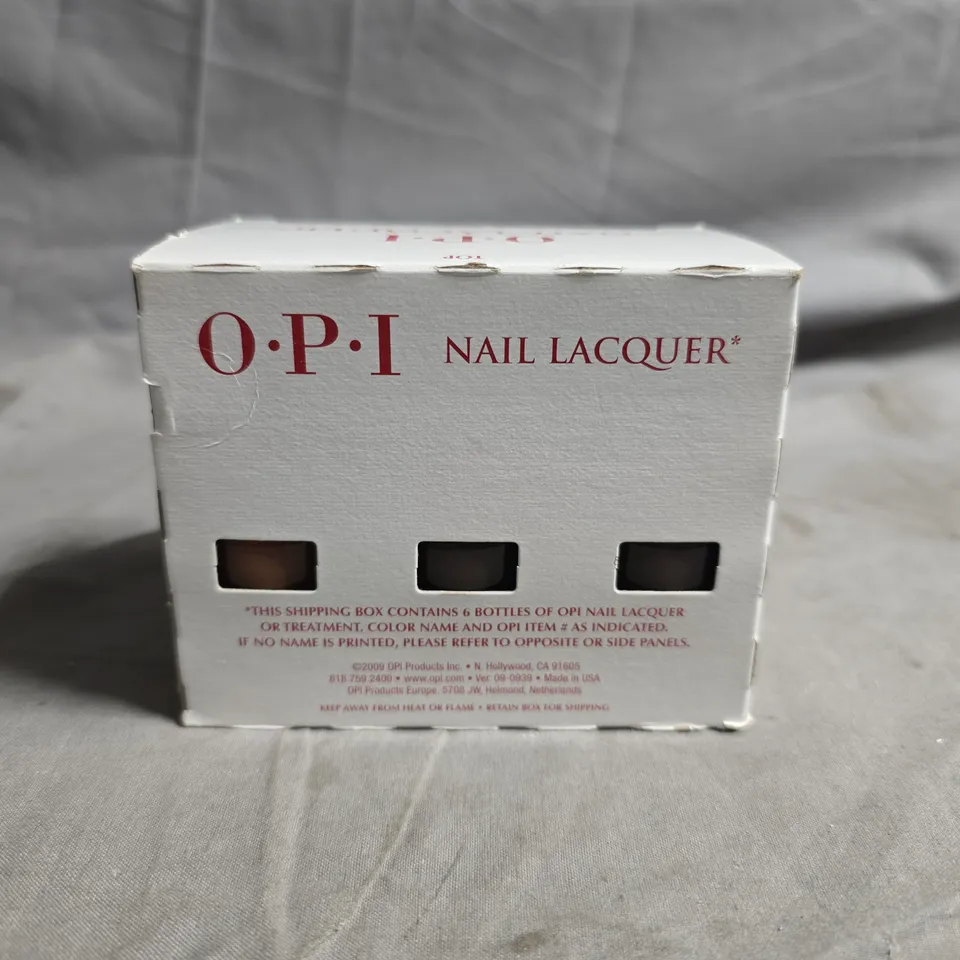 O·P·I
TOP
O·P·I NAIL LACQUER*
*THIS SHIPPING BOX CONTAINS 6 BOTTLES OF OPI NAIL LACQUER
OR TREATMENT, COLOR NAME AND OPI ITEM # AS INDICATED.
IF NO NAME IS PRINTED, PLEASE REFER TO OPPOSITE OR SIDE PANELS.
©2009 OPI Products Inc. • N. Hollywood, CA 91605
818.759.2400 • www.opi.com • Ver. 09-0939 • Made in USA
OPI Products Europe, 5708 JW, Helmond, Netherlands
KEEP AWAY FROM HEAT OR FLAME • RETAIN BOX FOR SHIPPING